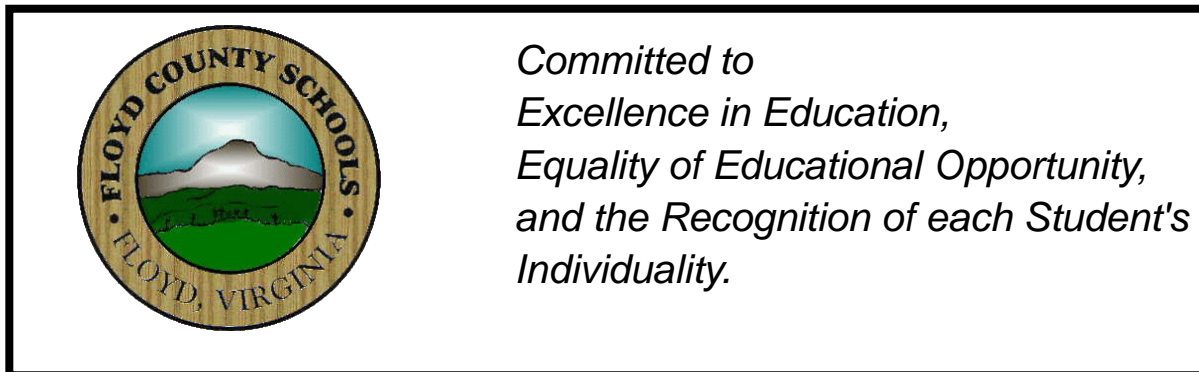 FLOYD COUNTY SCHOOLS
FLOYD, VIRGINIA
Committed to
Excellence in Education,
Equality of Educational Opportunity,
and the Recognition of each Student's
Individuality.